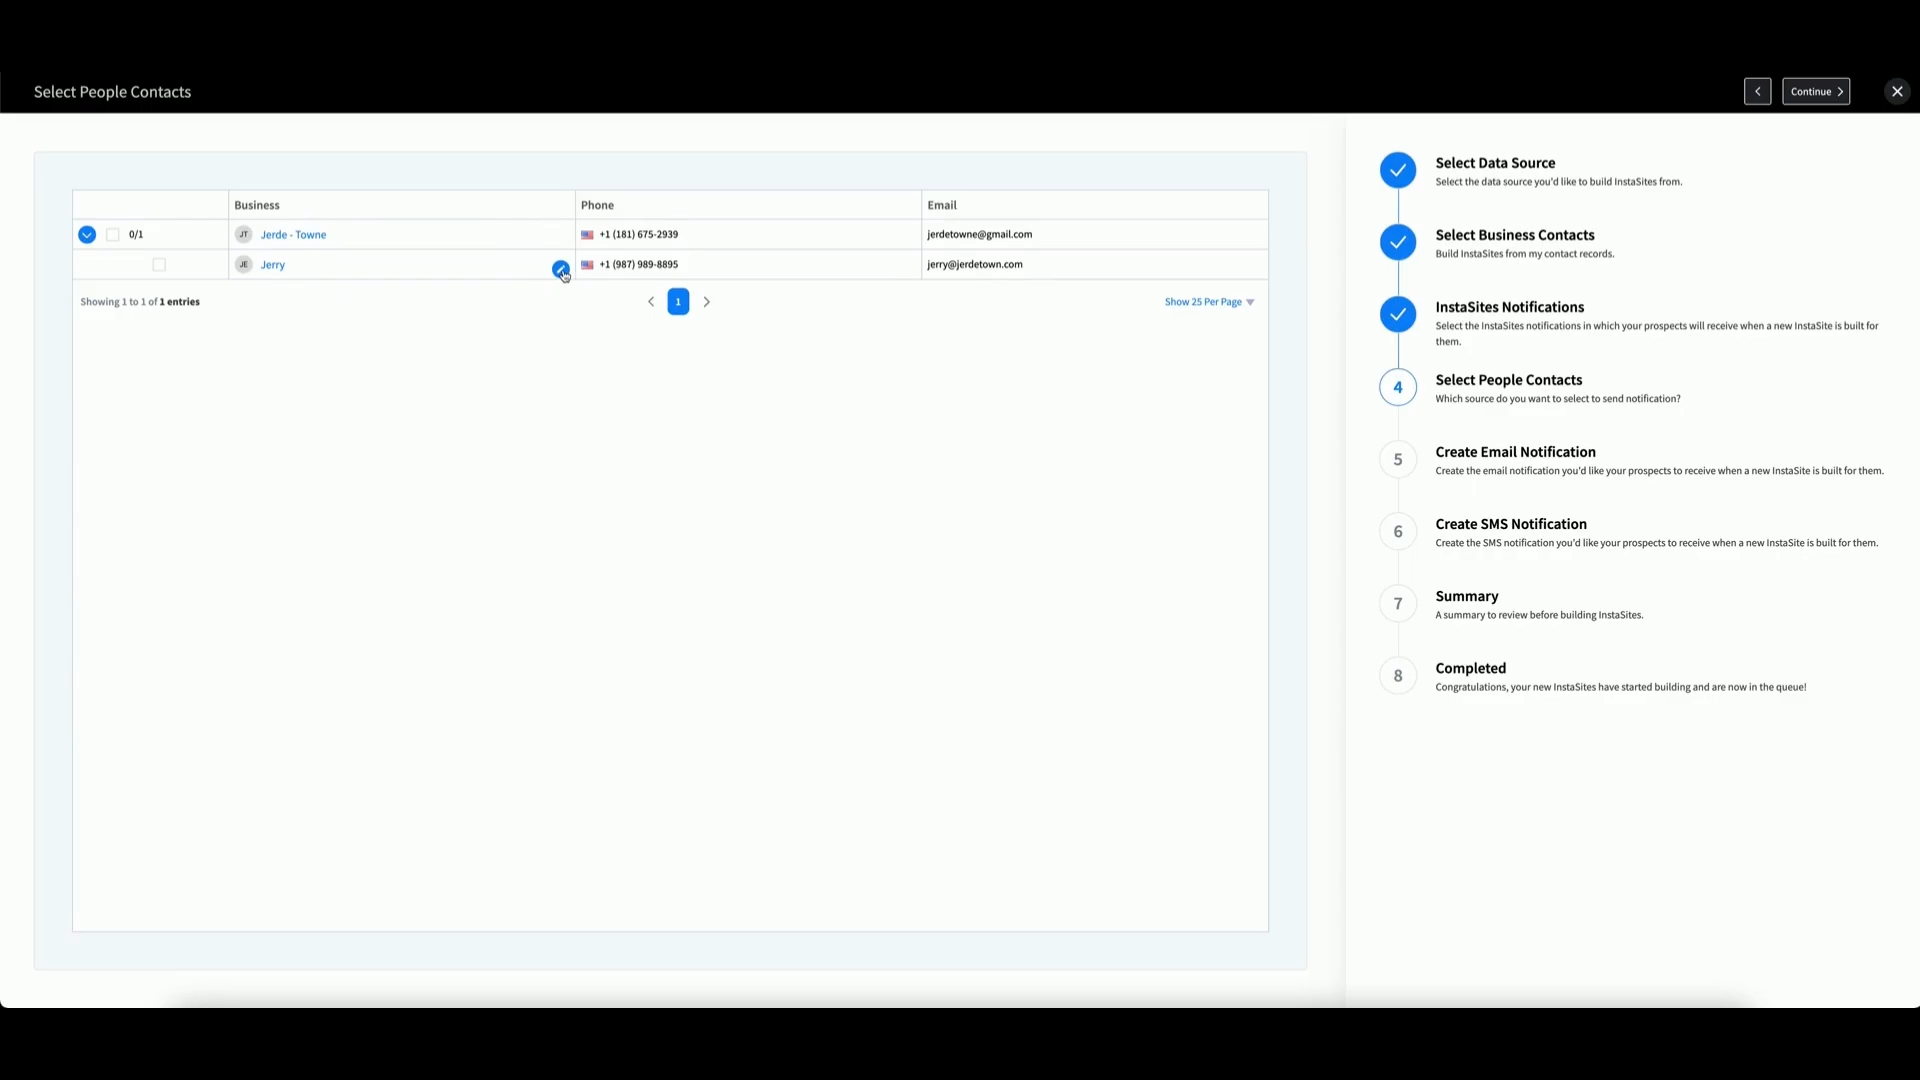 Select People Contacts
Continue
Business
Phone
Email
0/1
JT
Jerde - Towne
+1 (181) 675-2939
jerdetowne@gmail.com
JE
Jerry
+1 (987) 989-8895
jerry@jerdetown.com
Showing 1 to 1 of 1 entries
1
Show 25 Per Page
Select Data Source
Select the data source you'd like to build InstaSites from.
Select Business Contacts
Build InstaSites from my contact records.
InstaSites Notifications
Select the InstaSites notifications in which your prospects will receive when a new InstaSite is built for
them.
4
Select People Contacts
Which source do you want to select to send notification?
5
Create Email Notification
Create the email notification you'd like your prospects to receive when a new InstaSite is built for them.
6
Create SMS Notification
Create the SMS notification you'd like your prospects to receive when a new InstaSite is built for them.
7
Summary
A summary to review before building InstaSites.
8
Completed
Congratulations, your new InstaSites have started building and are now in the queue!